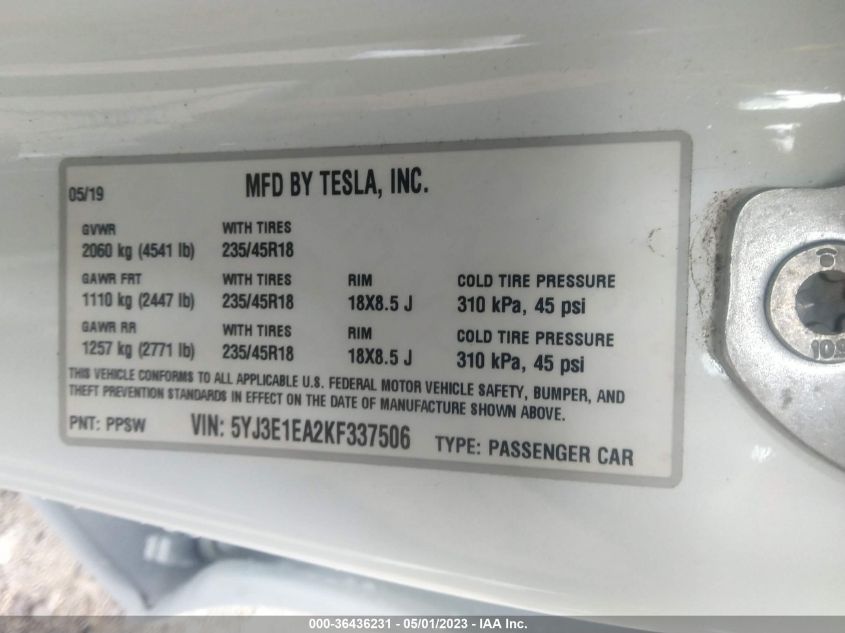 MFD BY TESLA, INC.
05/19
GVWR WITH TIRES
2060 kg (4541 lb) 235/45R18
GAWR FRT WITH TIRES RIM COLD TIRE PRESSURE
1110 kg (2447 lb) 235/45R18 18X8.5 J 310 kPa, 45 psi
GAWR RR WITH TIRES RIM COLD TIRE PRESSURE
1257 kg (2771 lb) 235/45R18 18X8.5 J 310 kPa, 45 psi
THIS VEHICLE CONFORMS TO ALL APPLICABLE U.S. FEDERAL MOTOR VEHICLE SAFETY, BUMPER, AND
THEFT PREVENTION STANDARDS IN EFFECT ON THE DATE OF MANUFACTURE SHOWN ABOVE.
PNT: PPSW VIN: 5YJ3E1EA2KF337506 TYPE: PASSENGER CAR
000-36436231 - 05/01/2023 - IAA Inc.